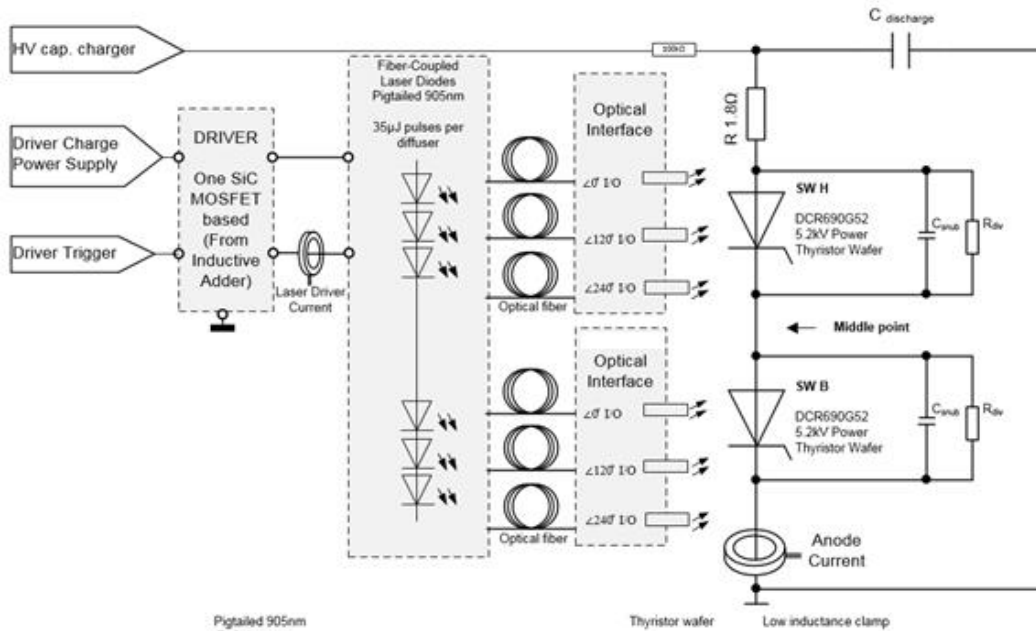 HV cap. charger
Driver Charge
Power Supply
Driver Trigger
DRIVER
One SiC
MOSFET
based
(From
Inductive
Adder)
Laser Driver
Current
Fiber-Coupled
Laser Diodes
Pigtailed 905nm
35µJ pulses per
diffuser
Optical
Interface
∠0° I/O
∠120° I/O
∠240° I/O
Optical fiber
Optical
Interface
∠0° I/O
∠120° I/O
∠240° I/O
Optical fiber
100kΩ
C discharge
R 1.8Ω
SW H
DCR690G52
5.2kV Power
Thyristor Wafer
Csnub
Rdiv
Middle point
SW B
DCR690G52
5.2kV Power
Thyristor Wafer
Csnub
Rdiv
Anode
Current
Pigtailed 905nm
Thyristor wafer
Low inductance clamp